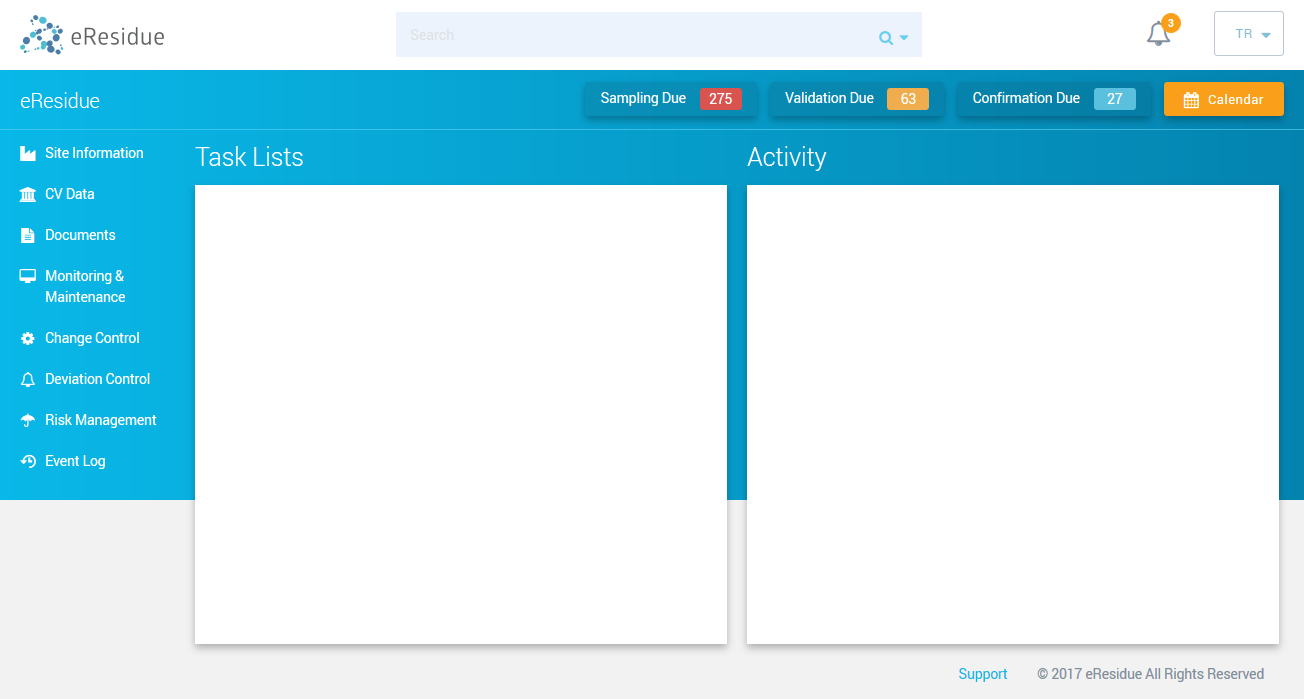 eResidue
Search
3
TR
eResidue
Sampling Due 275
Validation Due 63
Confirmation Due 27
Calendar
Site Information
CV Data
Documents
Monitoring &
Maintenance
Change Control
Deviation Control
Risk Management
Event Log
Task Lists
Activity
Support
© 2017 eResidue All Rights Reserved